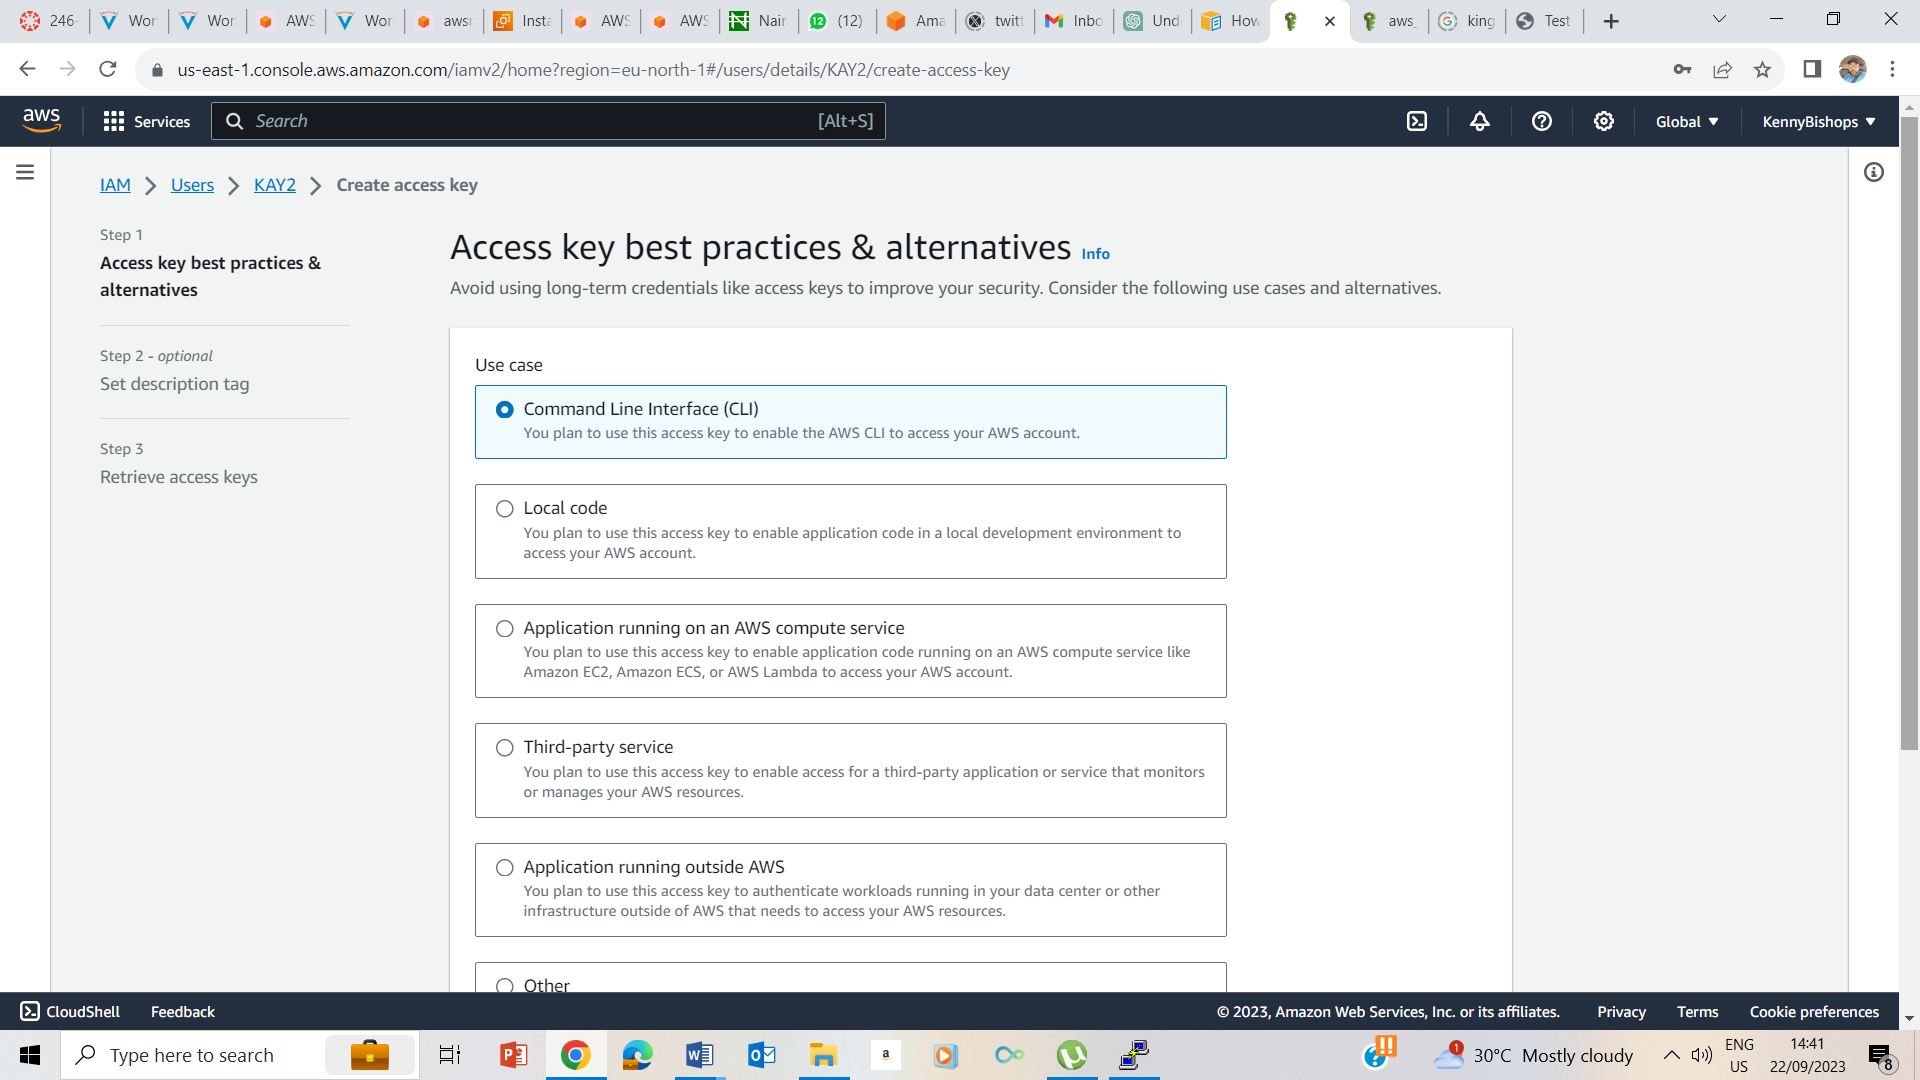 246-
Wor
Wor
AWS
Wor
awsr
Insta
AWS
AWS
Nair
(12)
Ama
twitt
Inbo
Und
How
aws_
king
Test
us-east-1.console.aws.amazon.com/iamv2/home?region=eu-north-1#/users/details/KAY2/create-access-key
aws
Services
Search
[Alt+S]
Global
KennyBishops
IAM
Users
KAY2
Create access key
Step 1
Access key best practices &
alternatives
Step 2 - optional
Set description tag
Step 3
Retrieve access keys
Access key best practices & alternatives Info
Avoid using long-term credentials like access keys to improve your security. Consider the following use cases and alternatives.
Use case
Command Line Interface (CLI)
You plan to use this access key to enable the AWS CLI to access your AWS account.
Local code
You plan to use this access key to enable application code in a local development environment to
access your AWS account.
Application running on an AWS compute service
You plan to use this access key to enable application code running on an AWS compute service like
Amazon EC2, Amazon ECS, or AWS Lambda to access your AWS account.
Third-party service
You plan to use this access key to enable access for a third-party application or service that monitors
or manages your AWS resources.
Application running outside AWS
You plan to use this access key to authenticate workloads running in your data center or other
infrastructure outside of AWS that needs to access your AWS resources.
Other
CloudShell
Feedback
© 2023, Amazon Web Services, Inc. or its affiliates.
Privacy
Terms
Cookie preferences
Type here to search
30°C Mostly cloudy
ENG
US
14:41
22/09/2023
8